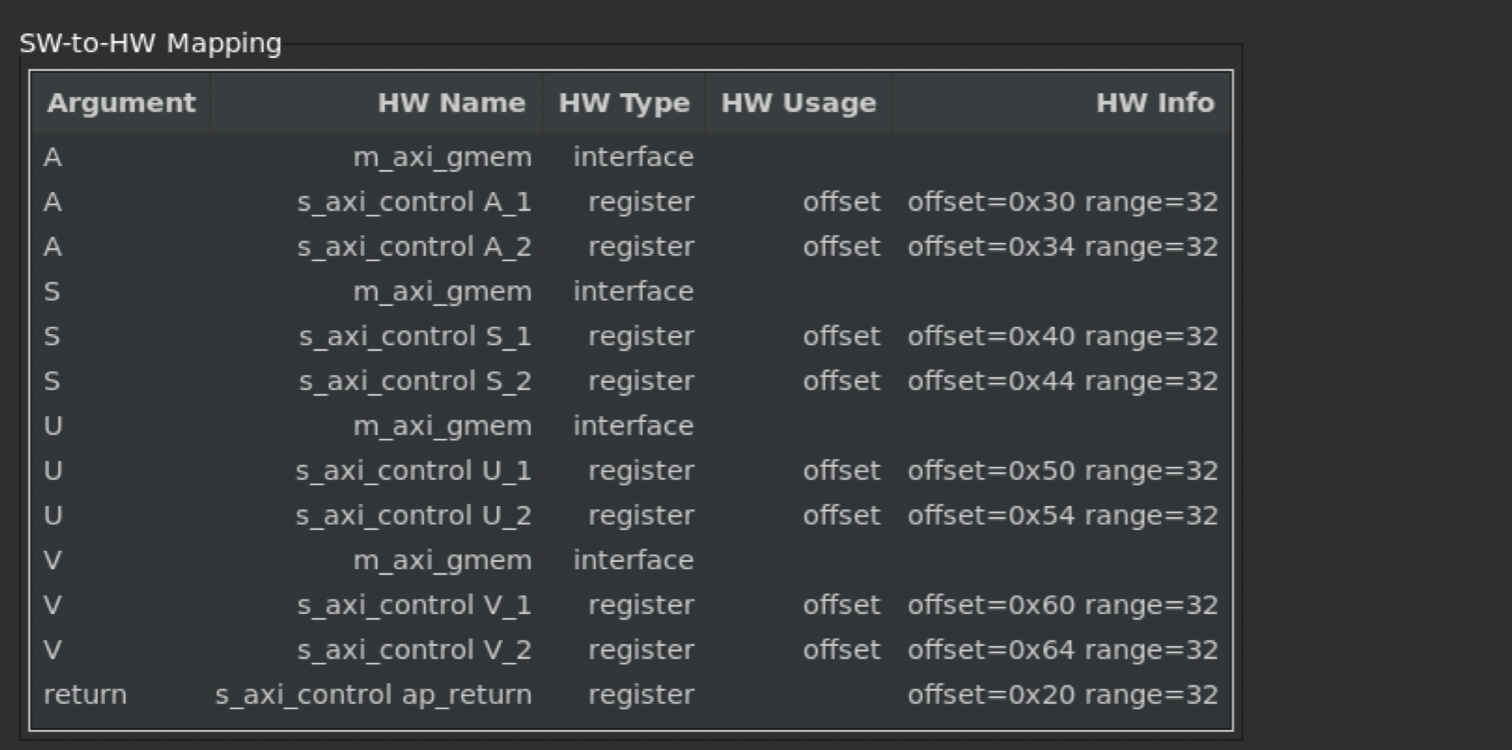 SW-to-HW Mapping
Argument HW Name HW Type HW Usage HW Info
A m_axi_gmem interface
A s_axi_control A_1 register offset offset=0x30 range=32
A s_axi_control A_2 register offset offset=0x34 range=32
S m_axi_gmem interface
S s_axi_control S_1 register offset offset=0x40 range=32
S s_axi_control S_2 register offset offset=0x44 range=32
U m_axi_gmem interface
U s_axi_control U_1 register offset offset=0x50 range=32
U s_axi_control U_2 register offset offset=0x54 range=32
V m_axi_gmem interface
V s_axi_control V_1 register offset offset=0x60 range=32
V s_axi_control V_2 register offset offset=0x64 range=32
return s_axi_control ap_return register offset=0x20 range=32